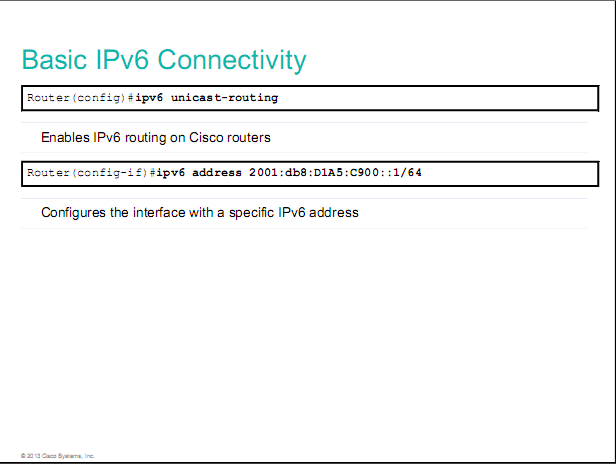 Basic IPv6 Connectivity
Router(config)#ipv6 unicast-routing
Enables IPv6 routing on Cisco routers
Router(config-if)#ipv6 address 2001:db8:D1A5:C900::1/64
Configures the interface with a specific IPv6 address
© 2013 Cisco Systems, Inc.